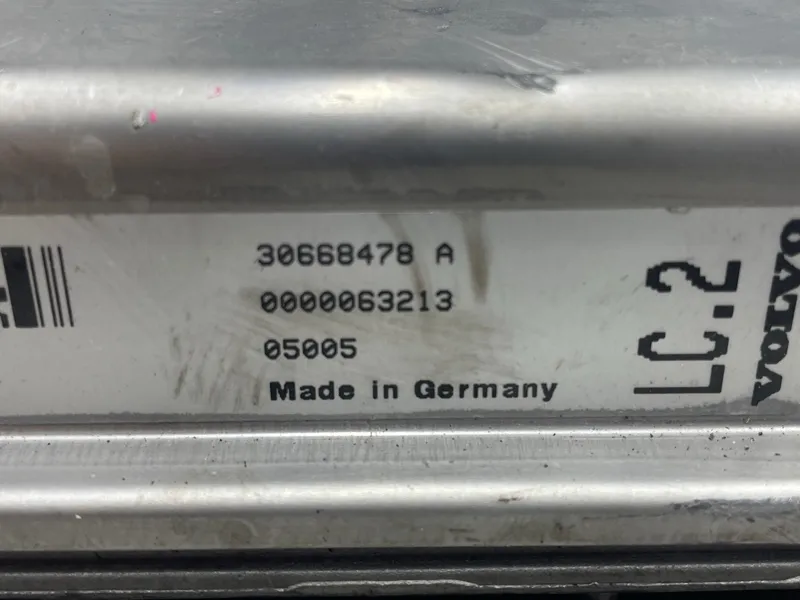 30668478 A
0000063213
05005
Made in Germany
LC.2
VOLVO